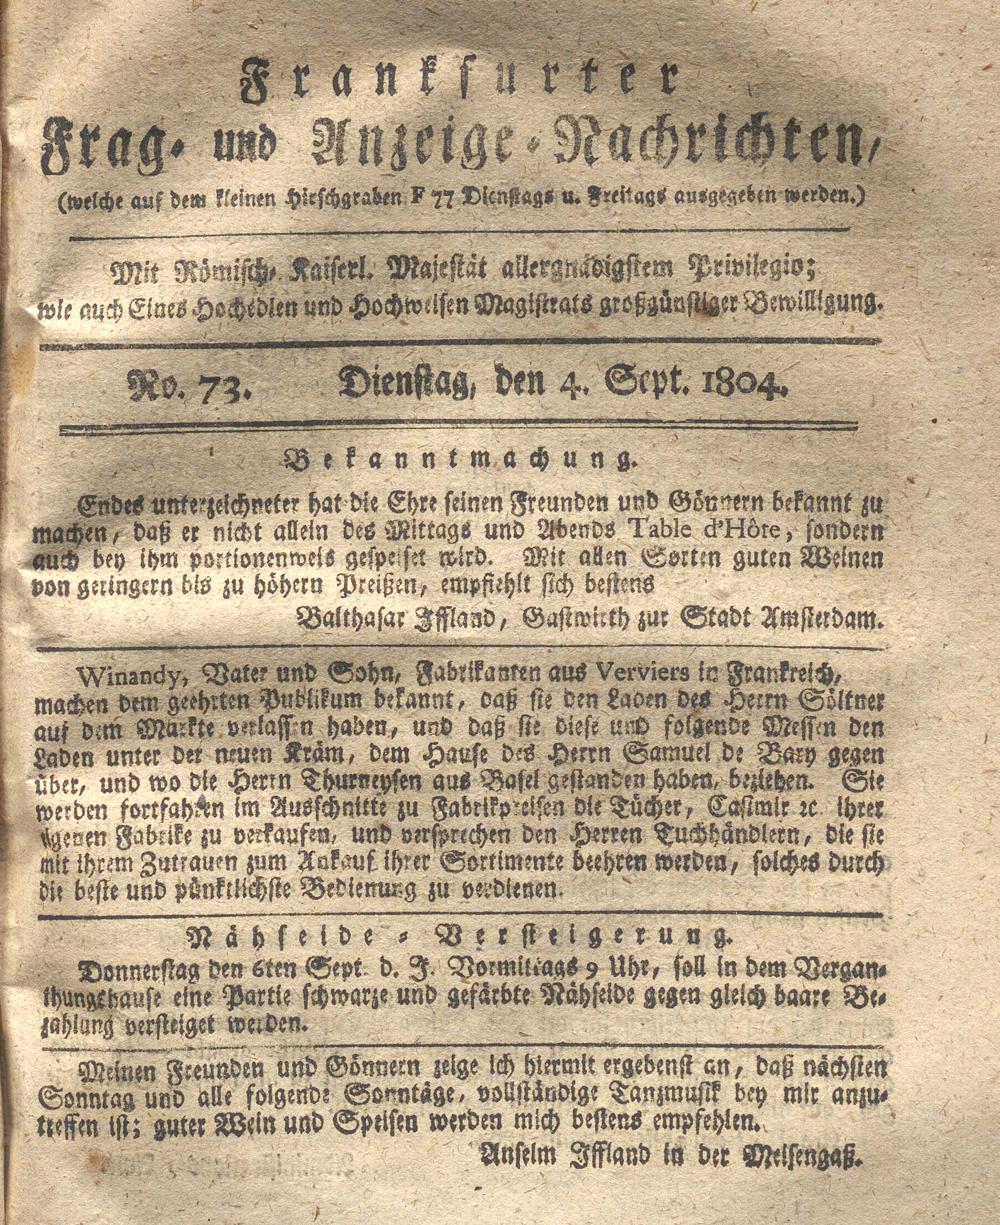 Frankfurter
Frag- und Anzeige-Nachrichten,
(welche auf dem kleinen Hirschgraben F 77 Dienstags u. Freitags ausgegeben werden.)
Mit Römisch-Kaiserl. Majestät allergnädigstem Privilegio;
wie auch Eines Hochedlen und Hochweisen Magistrats großgünstiger Bewilligung.
No. 73. Dienstag, den 4. Sept. 1804.
Bekanntmachung.
Endes unterzeichneter hat die Ehre seinen Freunden und Gönnern bekannt zu
machen, daß er nicht allein des Mittags und Abends Table d'Hôte, sondern
auch bey ihm portionenweis gespeiset wird. Mit allen Sorten guten Weinen
von geringern bis zu höhern Preißen, empfiehlt sich bestens
Balthasar Iffland, Gastwirth zur Stadt Amsterdam.
Winandy, Vater und Sohn, Fabrikanten aus Verviers in Frankreich,
machen dem geehrten Publikum bekannt, daß sie den Laden des Herrn Söltner
auf dem Markte verlassen haben, und daß sie diese und folgende Messen den
Laden unter der neuen Kräm, dem Hause des Herrn Samuel de Bary gegen
über, und wo die Herrn Thurneysen aus Basel gestanden haben, beziehen. Sie
werden fortfahren im Ausschnitte zu Fabrikpreisen die Tücher, Casimir ꝛc ihrer
eigenen Fabrike zu verkaufen, und versprechen den Herren Tuchhändlern, die sie
mit ihrem Zutrauen zum Ankauf ihrer Sortimente beehren werden, solches durch
die beste und pünktlichste Bedienung zu verdienen.
Nähseide-Versteigerung.
Donnerstag den 6ten Sept. d. J. Vormittags 9 Uhr, soll in dem Vergan-
thungshause eine Partie schwarze und gefärbte Nähseide gegen gleich baare Be-
zahlung versteiget werden.
Meinen Freunden und Gönnern zeige ich hiermit ergebenst an, daß nächsten
Sonntag und alle folgende Sonntäge, vollständige Tanzmusik bey mir anzu-
treffen ist; guter Wein und Speisen werden mich bestens empfehlen.
Anselm Iffland in der Meisengaß.